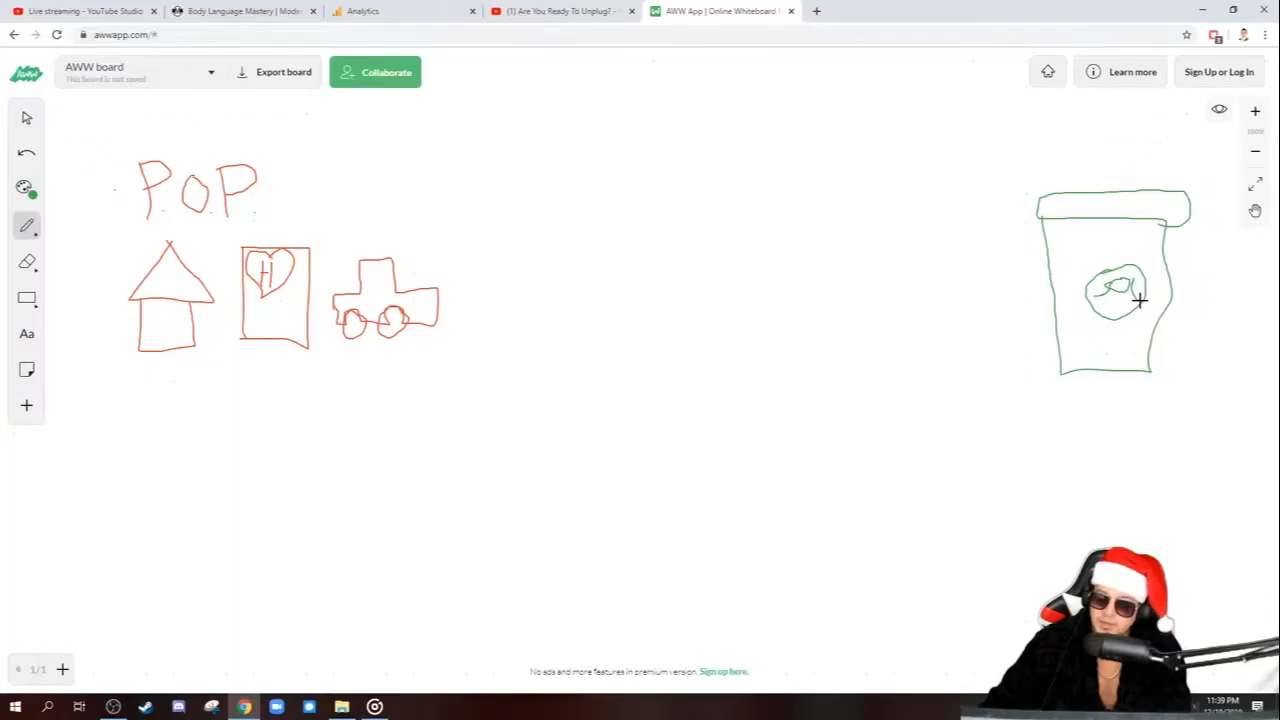 Live streaming - YouTube Studio
Body Language Mastery | Mode
Analytics
(1) Are You Ready To Unplug? -
AWW App | Online Whiteboard
awwapp.com/#
AWW
AWW board
This board is not saved
Export board
Collaborate
Learn more
Sign Up or Log In
P.O.P.
H
Aa
1/1
No ads and more features in premium version. Sign up here.
11:39 PM